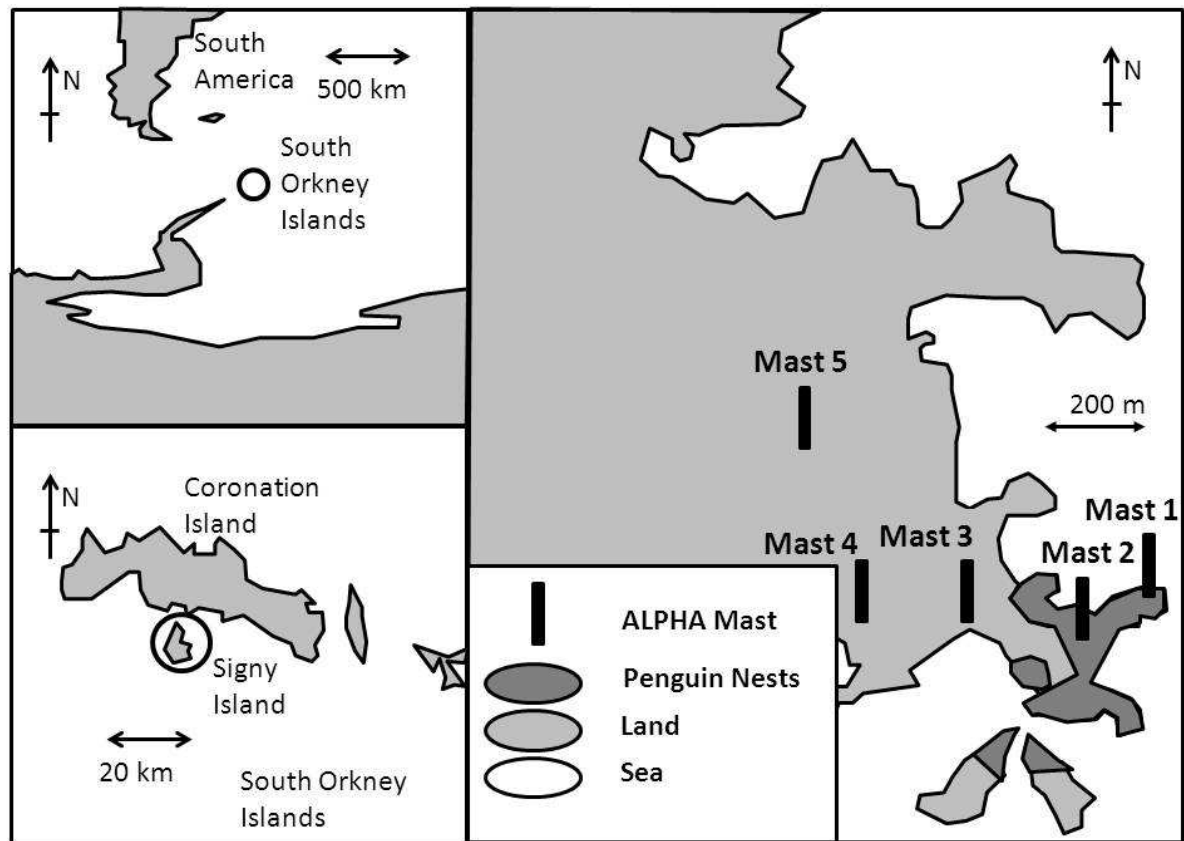 South
America
N
500 km
South
Orkney
Islands
N
Coronation
Island
Signy
Island
20 km
South Orkney
Islands
N
Mast 5
200 m
Mast 1
Mast 2
Mast 3
Mast 4
ALPHA Mast
Penguin Nests
Land
Sea